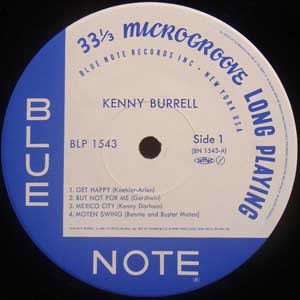 33⅓ MICROGROOVE LONG PLAYING
BLUE NOTE RECORDS INC · NEW YORK USA
KENNY BURRELL
BLP 1543
Side 1
(BN 1543-A)
1. GET HAPPY (Koehler-Arlen)
2. BUT NOT FOR ME (Gershwin)
3. MEXICO CITY (Kenny Dorham)
4. MOTEN SWING (Bennie and Buster Moten)
BLUE
NOTE